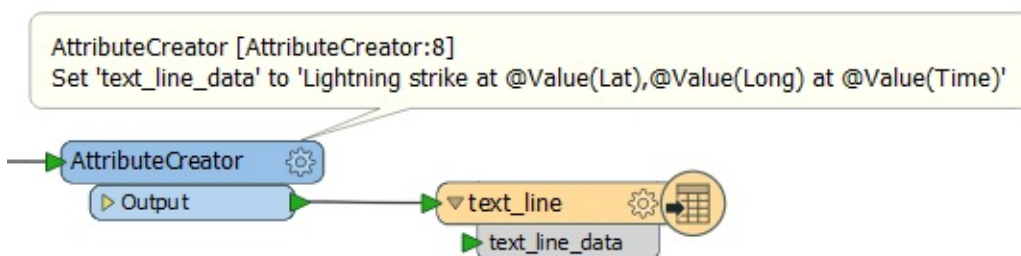 AttributeCreator [AttributeCreator:8]
Set 'text_line_data' to 'Lightning strike at @Value(Lat),@Value(Long) at @Value(Time)'
AttributeCreator
Output
text_line
text_line_data